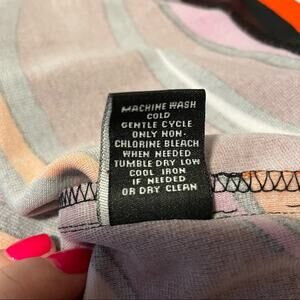 MACHINE WASH
COLD
GENTLE CYCLE
ONLY NON-
CHLORINE BLEACH
WHEN NEEDED
TUMBLE DRY LOW
COOL IRON
IF NEEDED
OR DRY CLEAN